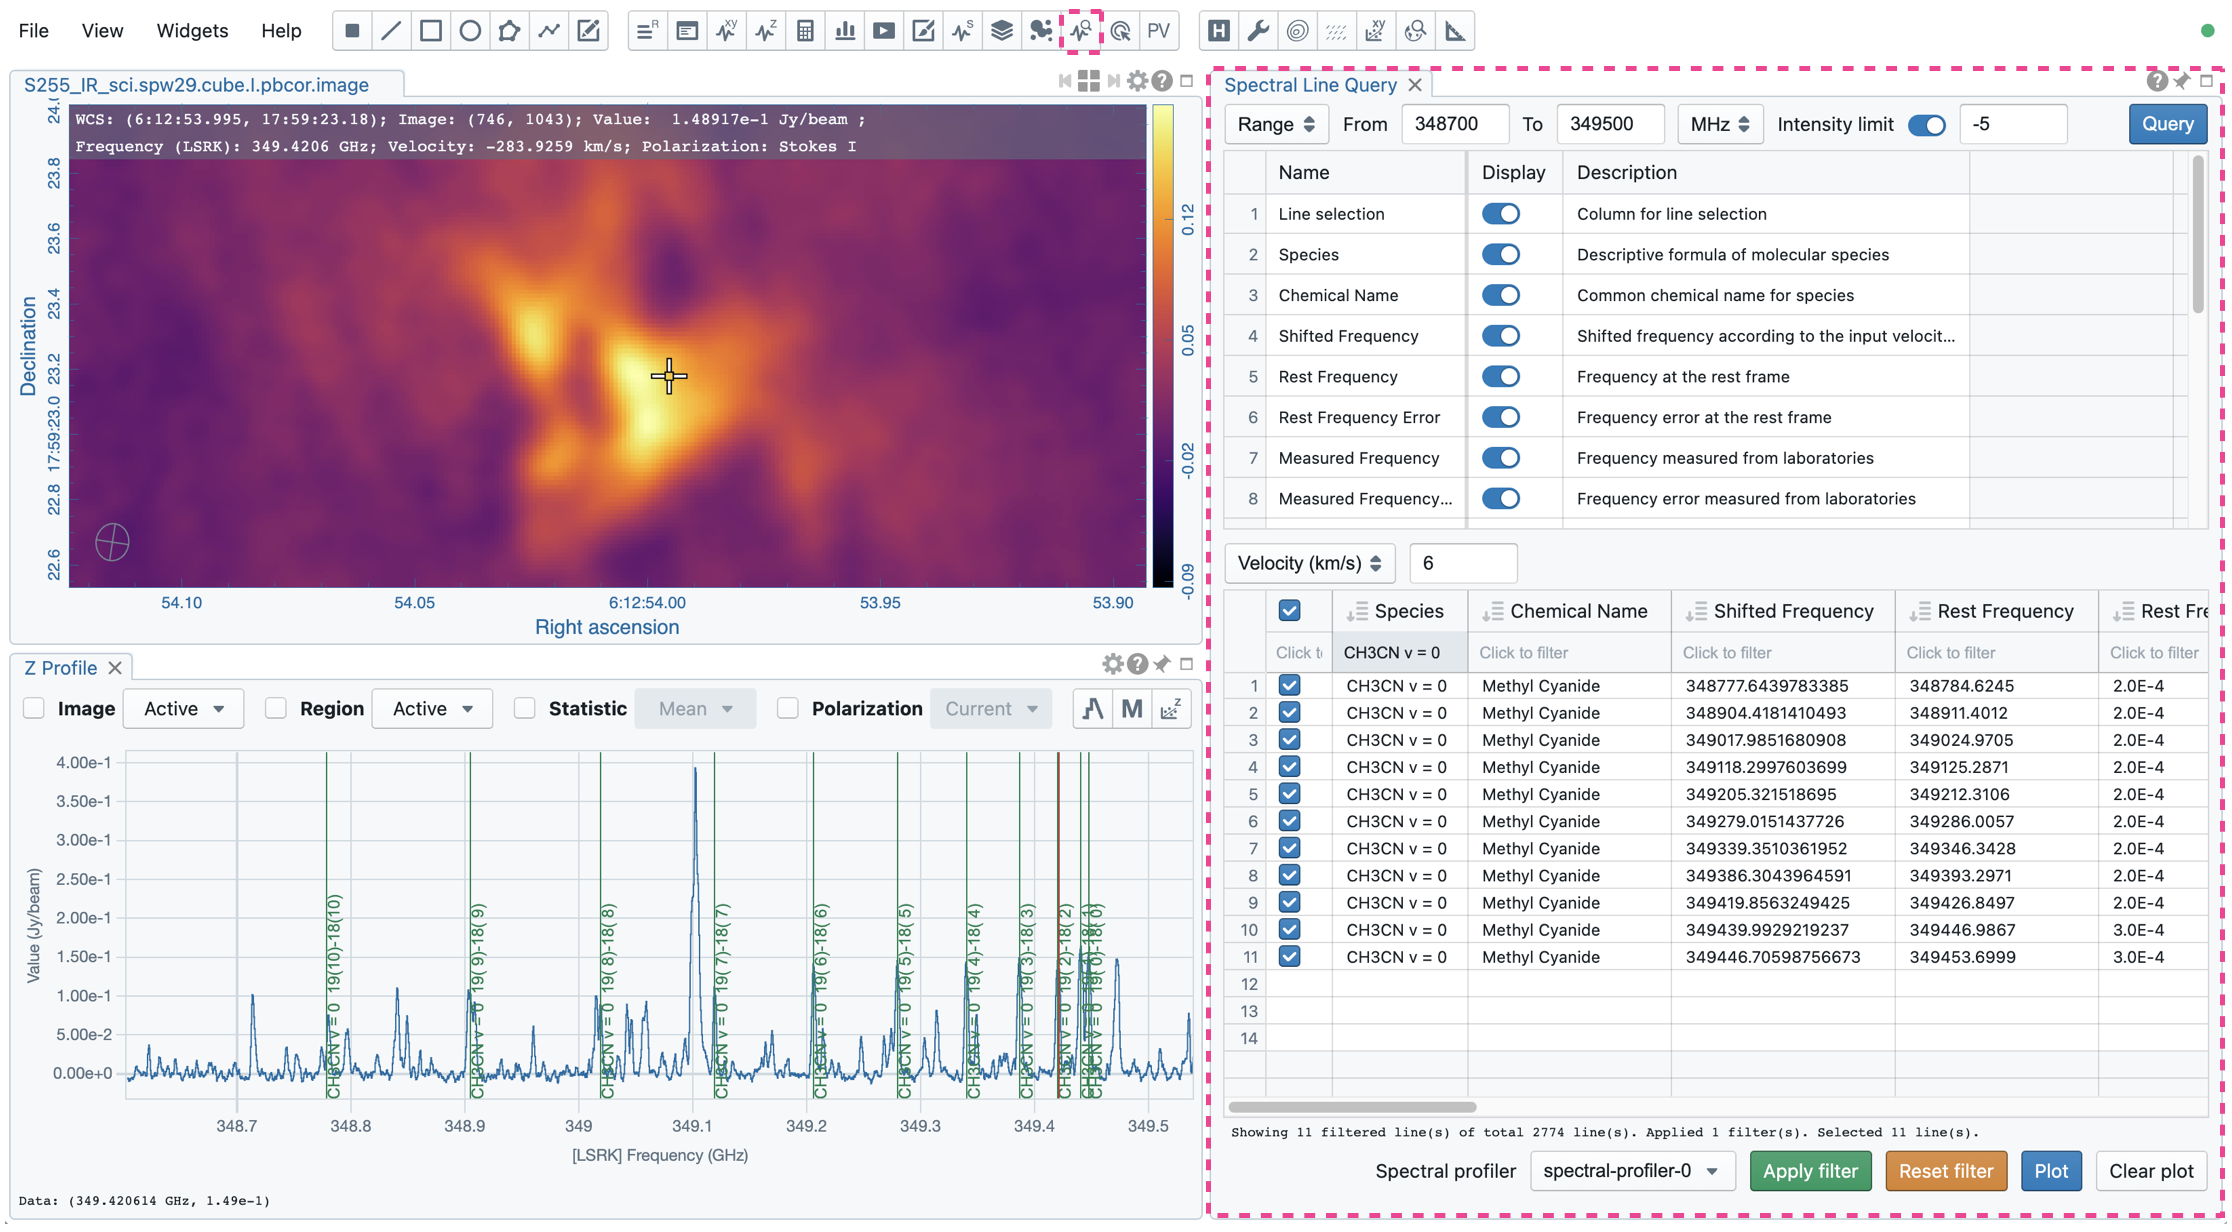 File View Widgets Help
R XY Z S PV H XY
S255_IR_sci.spw29.cube.I.pbcor.image
WCS: (6:12:53.995, 17:59:23.18); Image: (746, 1043); Value:  1.48917e-1 Jy/beam ;
Frequency (LSRK): 349.4206 GHz; Velocity: -283.9259 km/s; Polarization: Stokes I
Declination
23.8
23.6
23.4
23.2
17:59:23.0
22.8
22.6
0.12
0.05
-0.02
-0.09
54.10 54.05 6:12:54.00 53.95 53.90
Right ascension
Z Profile
Image Active Region Active Statistic Mean Polarization Current M Z
Value (Jy/beam)
4.00e-1
3.50e-1
3.00e-1
2.50e-1
2.00e-1
1.50e-1
1.00e-1
5.00e-2
0.00e+0
CH3CN v = 0 19(10)-18(10)
CH3CN v = 0 19( 9)-18( 9)
CH3CN v = 0 19( 8)-18( 8)
CH3CN v = 0 19( 7)-18( 7)
CH3CN v = 0 19( 6)-18( 6)
CH3CN v = 0 19( 5)-18( 5)
CH3CN v = 0 19( 4)-18( 4)
CH3CN v = 0 19( 3)-18( 3)
CH3CN v = 0 19( 2)-18( 2)
CH3CN v = 0 19( 0)-18( 0)
348.7 348.8 348.9 349 349.1 349.2 349.3 349.4 349.5
[LSRK] Frequency (GHz)
Data: (349.420614 GHz, 1.49e-1)
Spectral Line Query
Range From 348700 To 349500 MHz Intensity limit -5 Query
Name Display Description
1 Line selection Column for line selection
2 Species Descriptive formula of molecular species
3 Chemical Name Common chemical name for species
4 Shifted Frequency Shifted frequency according to the input velocit...
5 Rest Frequency Frequency at the rest frame
6 Rest Frequency Error Frequency error at the rest frame
7 Measured Frequency Frequency measured from laboratories
8 Measured Frequency... Frequency error measured from laboratories
Velocity (km/s) 6
Species Chemical Name Shifted Frequency Rest Frequency Rest Fre
Click t CH3CN v = 0 Click to filter Click to filter Click to filter Click to filter
1 CH3CN v = 0 Methyl Cyanide 348777.6439783385 348784.6245 2.0E-4
2 CH3CN v = 0 Methyl Cyanide 348904.4181410493 348911.4012 2.0E-4
3 CH3CN v = 0 Methyl Cyanide 349017.9851680908 349024.9705 2.0E-4
4 CH3CN v = 0 Methyl Cyanide 349118.2997603699 349125.2871 2.0E-4
5 CH3CN v = 0 Methyl Cyanide 349205.321518695 349212.3106 2.0E-4
6 CH3CN v = 0 Methyl Cyanide 349279.0151437726 349286.0057 2.0E-4
7 CH3CN v = 0 Methyl Cyanide 349339.3510361952 349346.3428 2.0E-4
8 CH3CN v = 0 Methyl Cyanide 349386.3043964591 349393.2971 2.0E-4
9 CH3CN v = 0 Methyl Cyanide 349419.8563249425 349426.8497 2.0E-4
10 CH3CN v = 0 Methyl Cyanide 349439.9929219237 349446.9867 3.0E-4
11 CH3CN v = 0 Methyl Cyanide 349446.70598756673 349453.6999 3.0E-4
12
13
14
Showing 11 filtered line(s) of total 2774 line(s). Applied 1 filter(s). Selected 11 line(s).
Spectral profiler spectral-profiler-0 Apply filter Reset filter Plot Clear plot